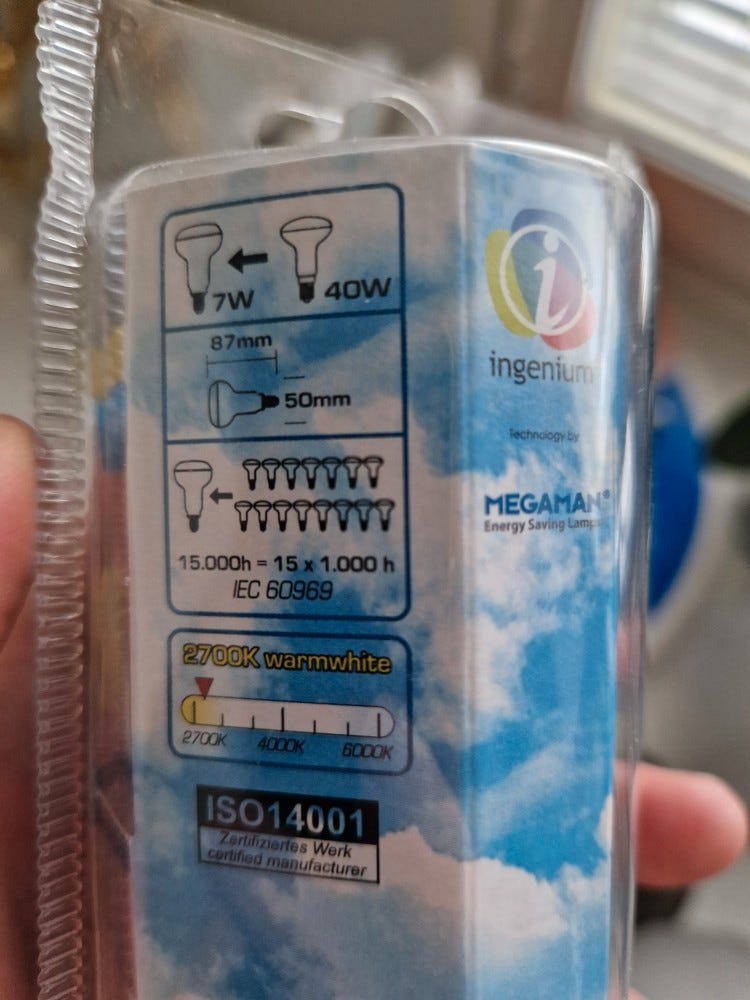 7W
40W
87mm
50mm
15.000h = 15 x 1.000 h
IEC 60969
2700K warmwhite
2700K 4000K 6000K
ISO14001
Zertifiziertes Werk
certified manufacturer
i
ingenium
Technology by
MEGAMAN®
Energy Saving Lamps